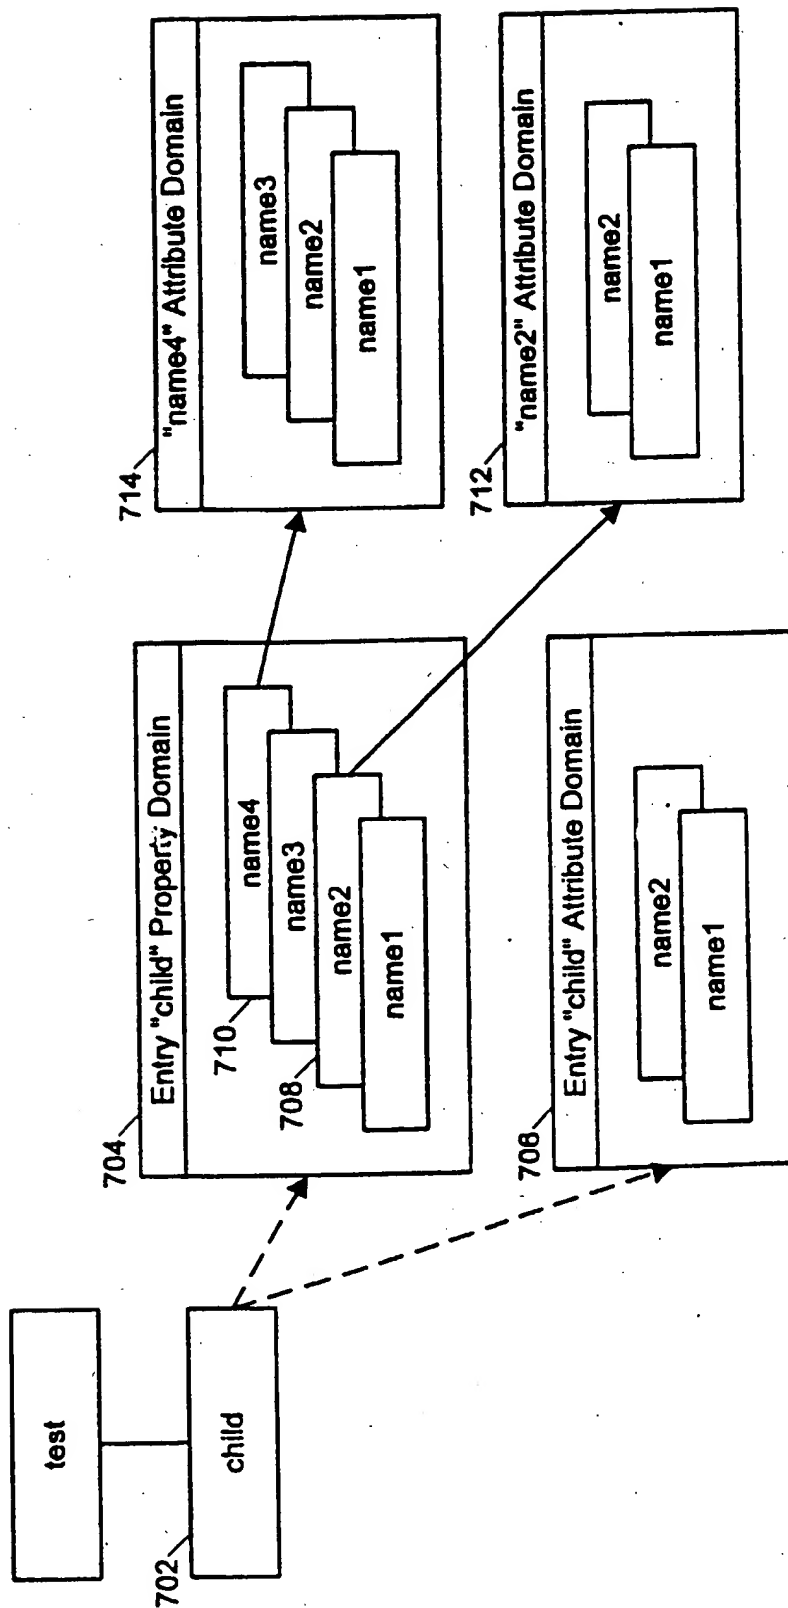 test
702
child
704
Entry "child" Property Domain
710
name4
name3
708
name2
name1
706
Entry "child" Attribute Domain
name2
name1
714
"name4" Attribute Domain
name3
name2
name1
712
"name2" Attribute Domain
name2
name1